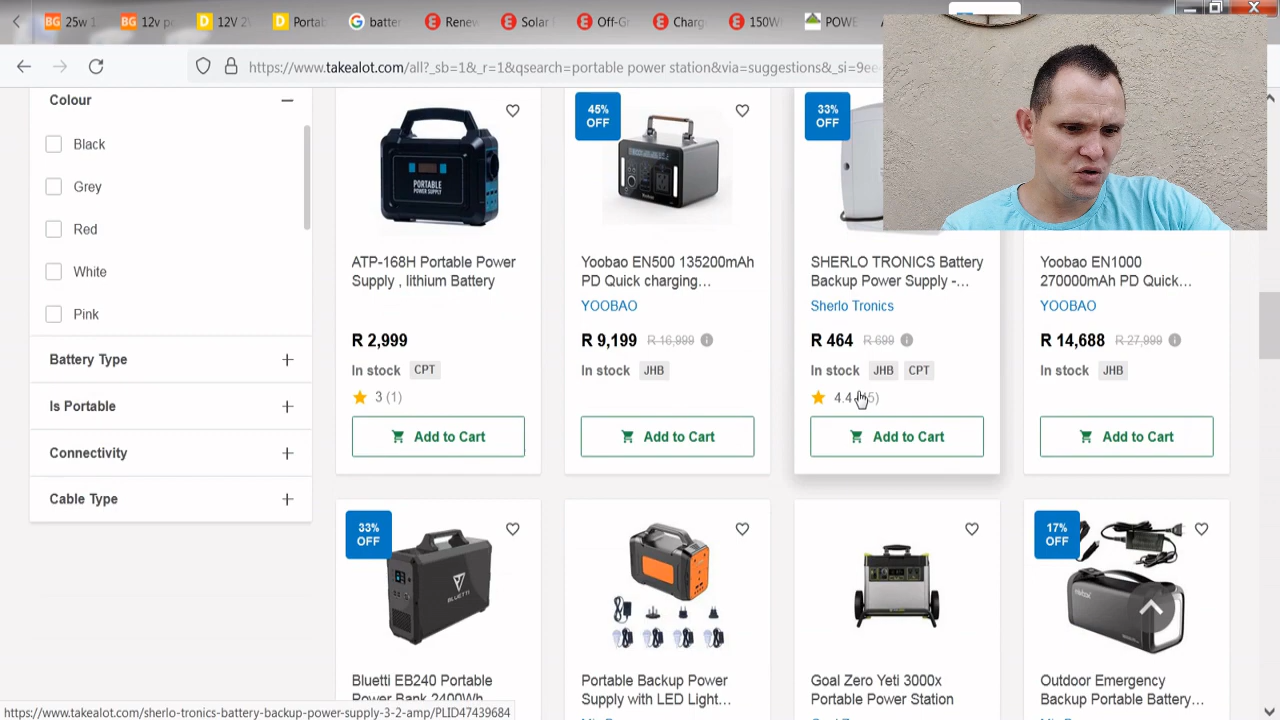 25w
12v po
12V 2
Portab
batter
Renew
Solar
Off-Gr
Charg
150W
POWE
https://www.takealot.com/all?_sb=1&_r=1&qsearch=portable power station&via=suggestions&_si=9ee
Colour
Black
Grey
Red
White
Pink
Battery Type
Is Portable
Connectivity
Cable Type
PORTABLE
POWER SUPPLY
ATP-168H Portable Power
Supply , lithium Battery
R 2,999
In stock CPT
3 (1)
Add to Cart
45%
OFF
Yoobao EN500 135200mAh
PD Quick charging...
YOOBAO
R 9,199 R 16,999
In stock JHB
Add to Cart
33%
OFF
SHERLO TRONICS Battery
Backup Power Supply -...
Sherlo Tronics
R 464 R 699
In stock JHB CPT
4.4
Add to Cart
Yoobao EN1000
270000mAh PD Quick...
YOOBAO
R 14,688 R 27,999
In stock JHB
Add to Cart
33%
OFF
BLUETTI
Bluetti EB240 Portable
Power Bank 2400Wh
Portable Backup Power
Supply with LED Light...
Goal Zero Yeti 3000x
Portable Power Station
Goal Zero
17%
OFF
Outdoor Emergency
Backup Portable Battery...
https://www.takealot.com/sherlo-tronics-battery-backup-power-supply-3-2-amp/PLID47439684